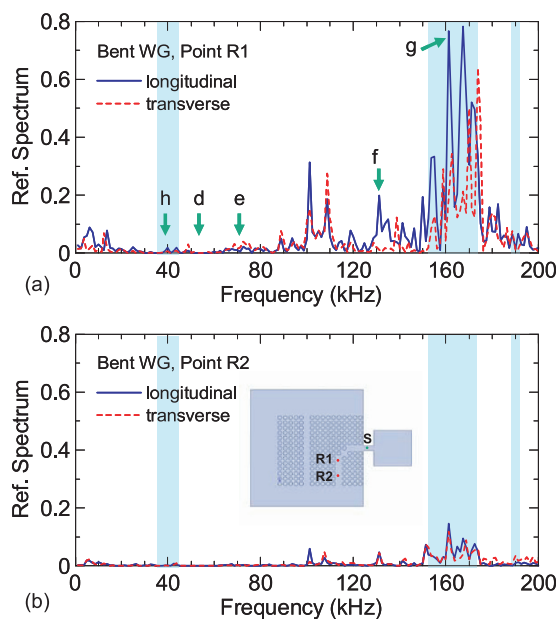 Bent WG, Point R1
longitudinal
transverse
g
f
h
d
e
Ref. Spectrum
0.8
0.6
0.4
0.2
0
0
40
80
120
160
200
(a)
Frequency (kHz)
Bent WG, Point R2
longitudinal
transverse
S
R1
R2
Ref. Spectrum
0.8
0.6
0.4
0.2
0
0
40
80
120
160
200
(b)
Frequency (kHz)